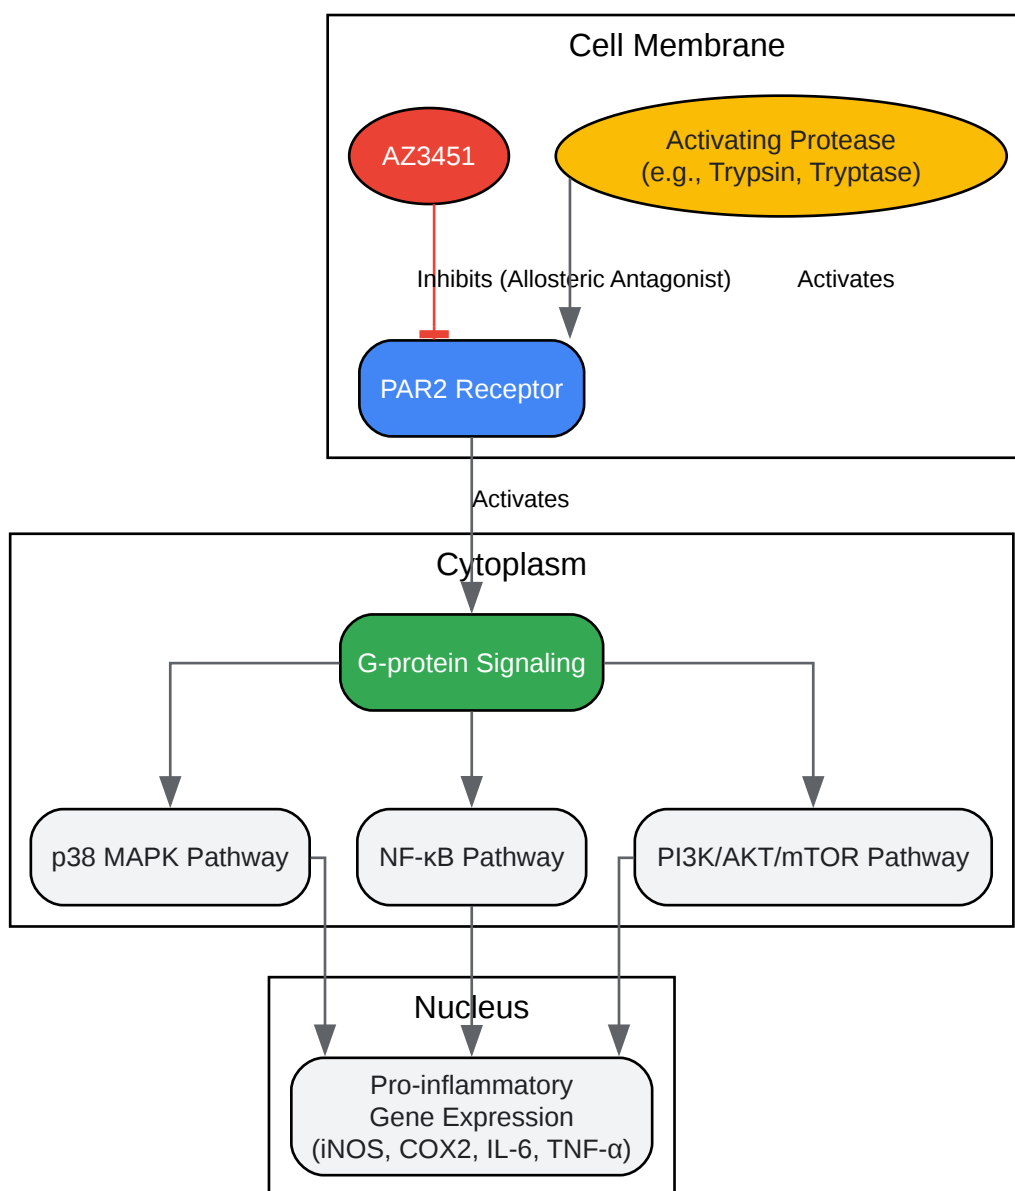 Cell Membrane
AZ3451
Activating Protease
(e.g., Trypsin, Tryptase)
Inhibits (Allosteric Antagonist)
Activates
PAR2 Receptor
Activates
Cytoplasm
G-protein Signaling
p38 MAPK Pathway
NF-κB Pathway
PI3K/AKT/mTOR Pathway
Nucleus
Pro-inflammatory
Gene Expression
(iNOS, COX2, IL-6, TNF-α)